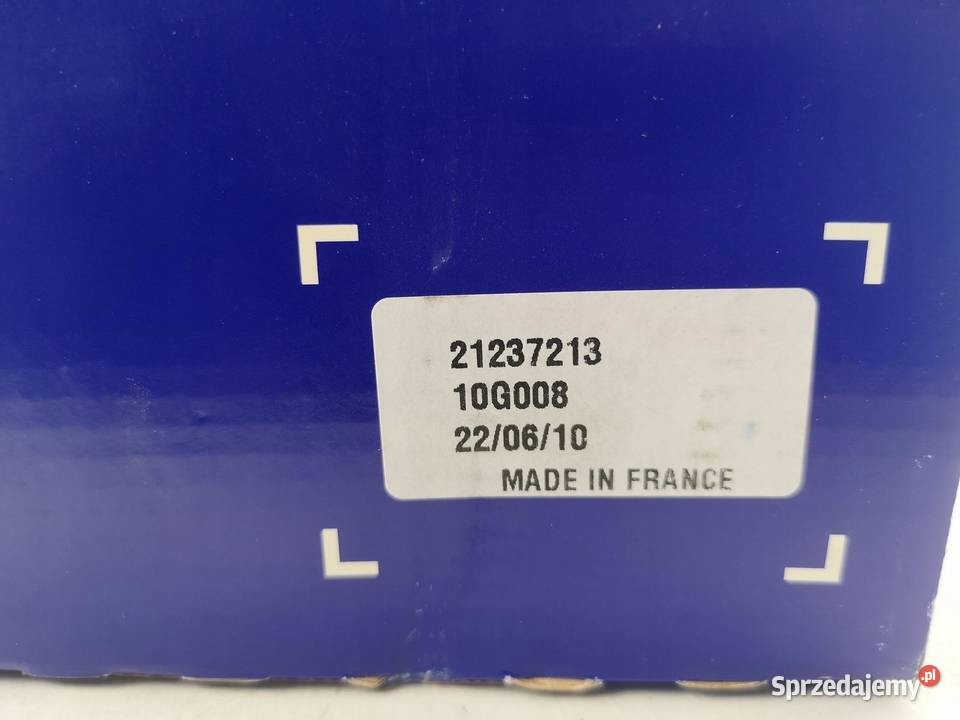 21237213
10G008
22/06/10
MADE IN FRANCE
Sprzedajemy.pl